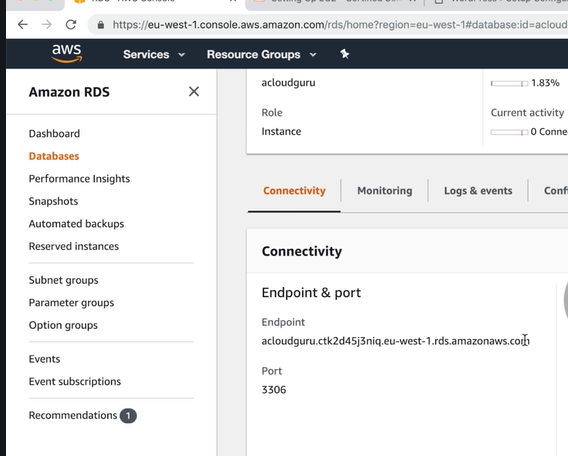 https://eu-west-1.console.aws.amazon.com/rds/home?region=eu-west-1#database:id=acloud
aws
Services
Resource Groups
Amazon RDS
Dashboard
Databases
Performance Insights
Snapshots
Automated backups
Reserved instances
Subnet groups
Parameter groups
Option groups
Events
Event subscriptions
Recommendations 1
acloudguru
1.83%
Role
Current activity
Instance
0 Conne
Connectivity
Monitoring
Logs & events
Conf
Connectivity
Endpoint & port
Endpoint
acloudguru.ctk2d45j3niq.eu-west-1.rds.amazonaws.com
Port
3306